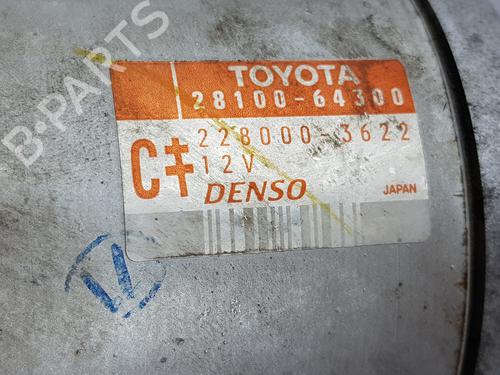 B-PARTS
TOYOTA
28100-64300
228000-3622
C 12V
DENSO
JAPAN